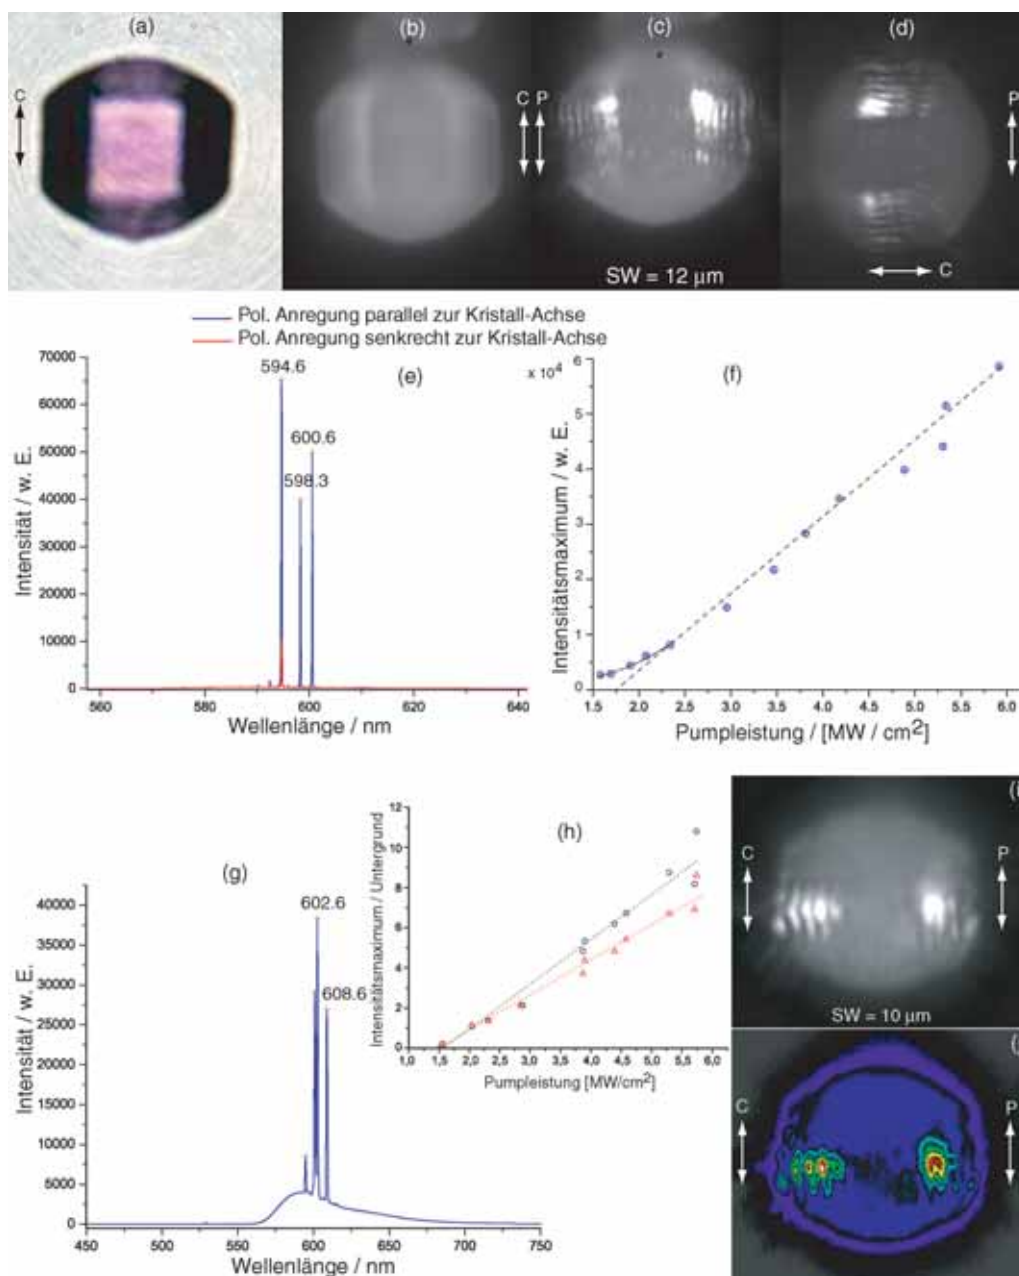 (a)
(b)
(c)
(d)
C
C P
P
SW = 12 µm
C
Pol. Anregung parallel zur Kristall-Achse
Pol. Anregung senkrecht zur Kristall-Achse
(e)
70000
60000
50000
40000
30000
20000
10000
0
594.6
600.6
598.3
560
580
600
620
640
Intensität / w. E.
Wellenlänge / nm
(f)
x 10⁴
6
5
4
3
2
1
0
1.5
2.0
2,5
3,0
3,5
4,0
4,5
5,0
5,5
6,0
Intensitätsmaximum / w. E.
Pumpleistung / [MW / cm²]
(g)
40000
35000
30000
25000
20000
15000
10000
5000
0
602.6
608.6
450
500
550
600
650
700
750
Intensität / w. E.
Wellenlänge / nm
(h)
12
10
8
6
4
2
0
1,0
1,5
2,0
2,5
3,0
3,5
4,0
4,5
5,0
5,5
6,0
Intensitätsmaximum / Untergrund
Pumpleistung [MW/cm²]
(i
C
P
SW = 10 µm
(j
C
P